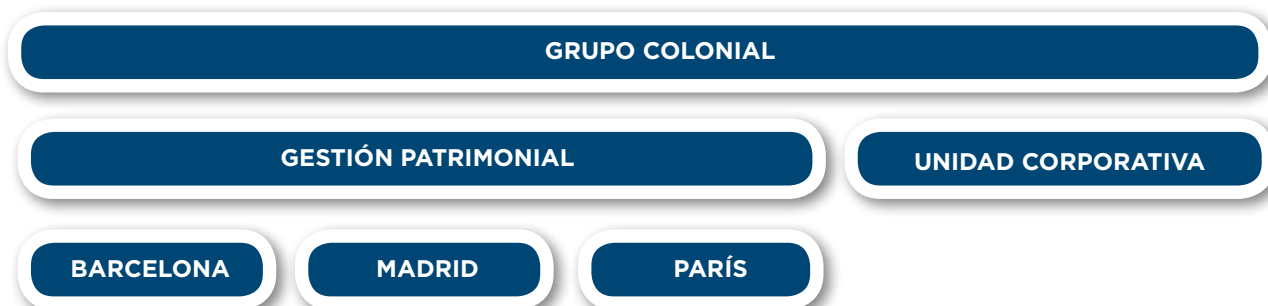 GRUPO COLONIAL
GESTIÓN PATRIMONIAL
UNIDAD CORPORATIVA
BARCELONA
MADRID
PARÍS